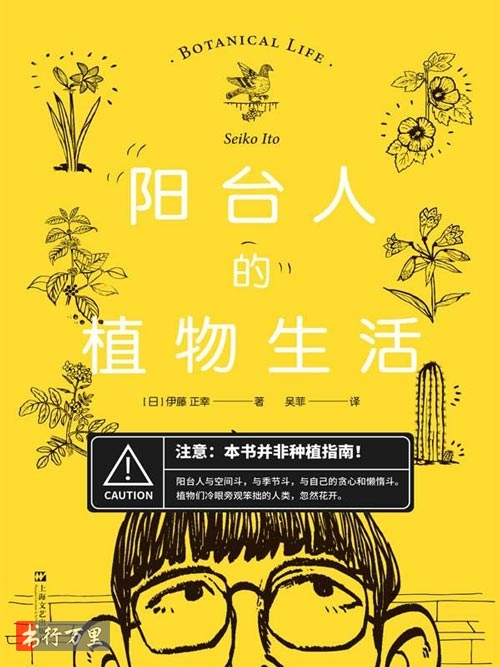 · BOTANICAL LIFE ·
Seiko Ito
阳台人
的
植物生活
[日]伊藤 正幸 —— 著 吴菲 —— 译
注意：本书并非种植指南！
阳台人与空间斗，与季节斗，与自己的贪心和懒惰斗。
植物们冷眼旁观笨拙的人类，忽然花开。
CAUTION
上海文艺出
书行万里